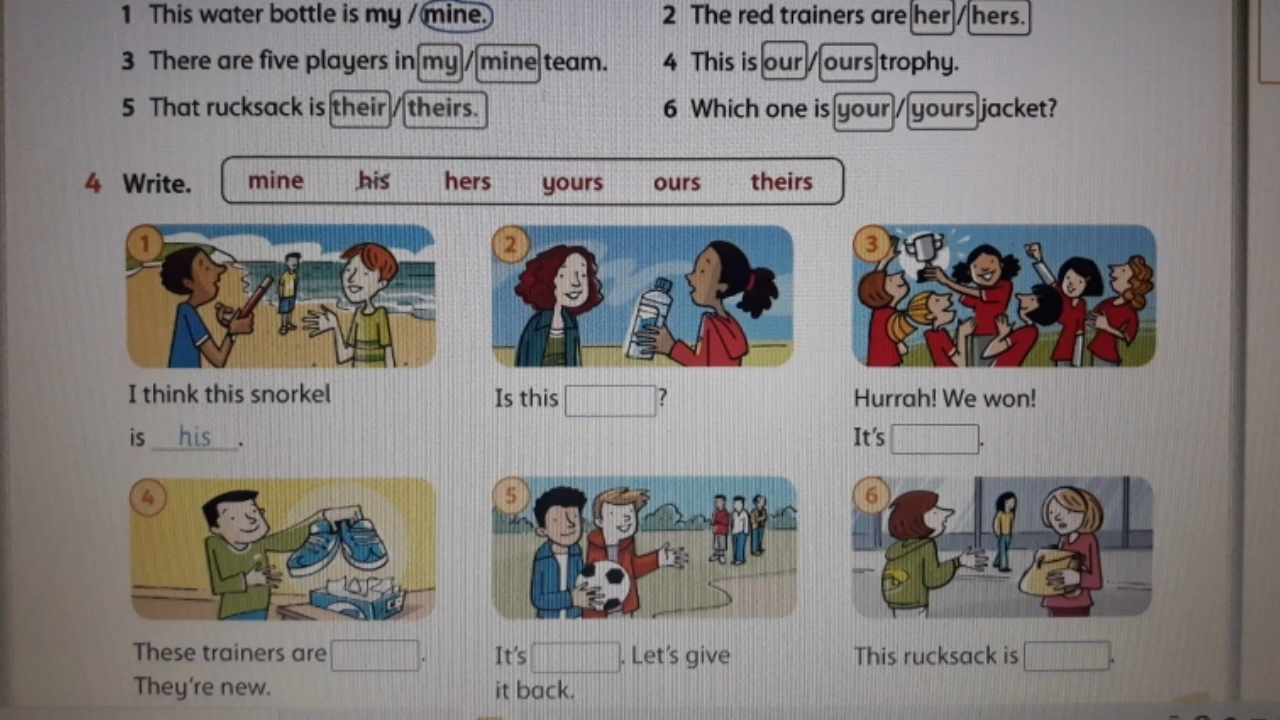 1 This water bottle is my / mine.
2 The red trainers are her / hers.
3 There are five players in my / mine team.
4 This is our / ours trophy.
5 That rucksack is their / theirs.
6 Which one is your / yours jacket?
4 Write.
mine his hers yours ours theirs
1
2
3
I think this snorkel
is his .
Is this ?
Hurrah! We won!
It's .
4
5
6
These trainers are .
They're new.
It's . Let's give
it back.
This rucksack is .